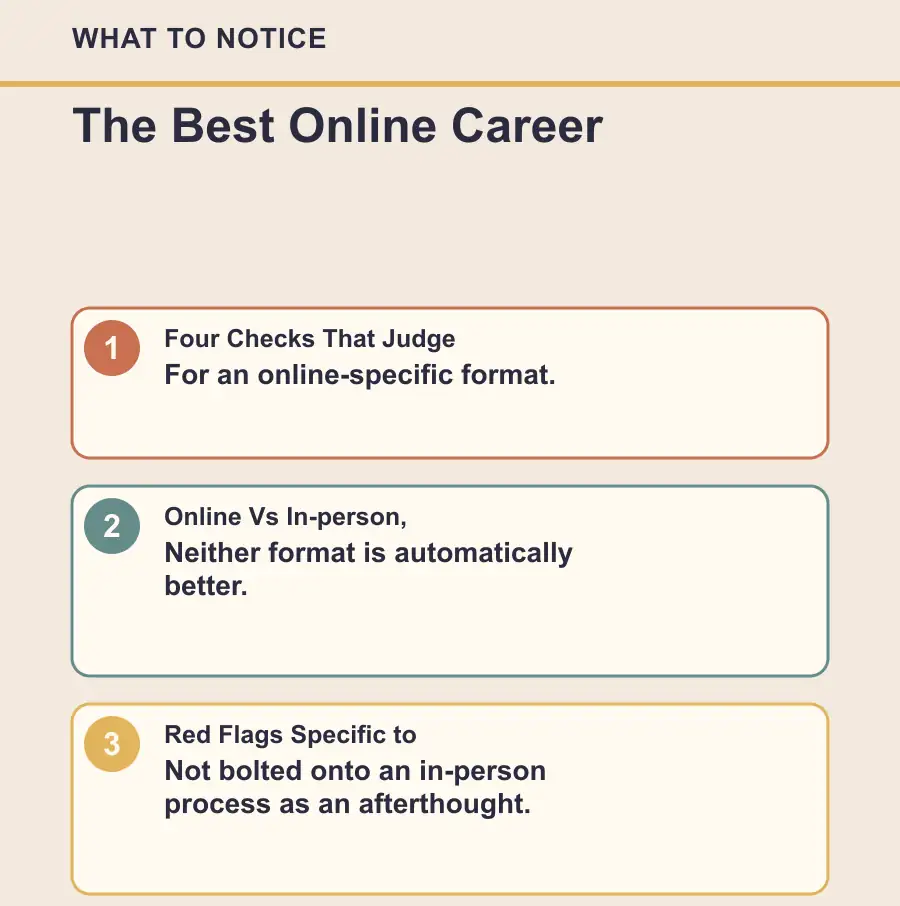 WHAT TO NOTICE
The Best Online Career
1
Four Checks That Judge
For an online-specific format.
2
Online Vs In-person,
Neither format is automatically
better.
3
Red Flags Specific to
Not bolted onto an in-person
process as an afterthought.